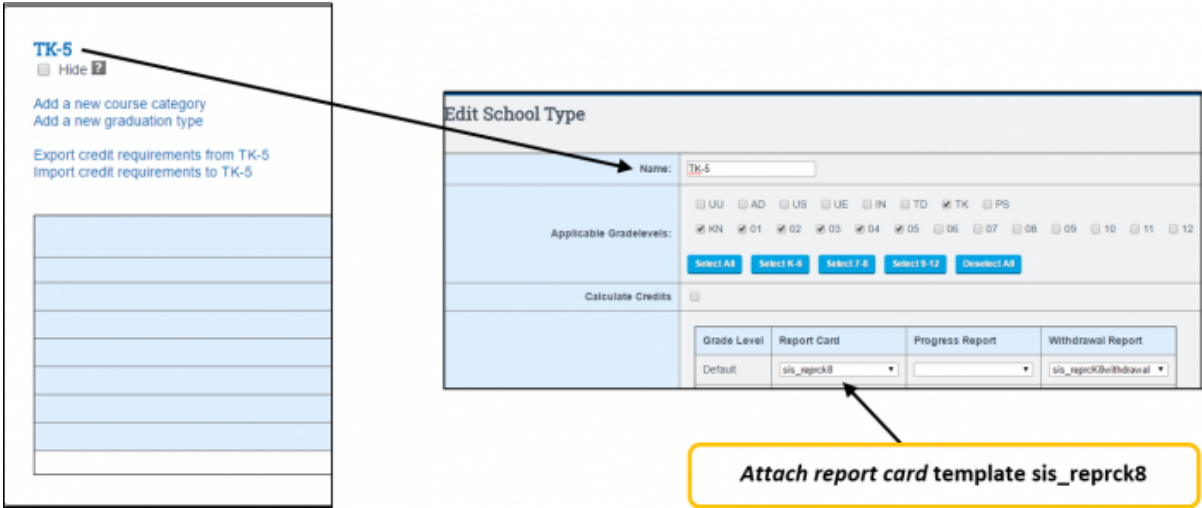 TK-5
Hide ?
Add a new course category
Add a new graduation type
Export credit requirements from TK-5
Import credit requirements to TK-5
Edit School Type
Name: TK-5
UU AD US UE IN TD TK PS
Applicable Gradelevels:
KN 01 02 03 04 05 06 07 08 09 10 11 12
Select All Select K-6 Select 7-8 Select 9-12 Deselect All
Calculate Credits
Grade Level Report Card Progress Report Withdrawal Report
Default sis_reprck8 sis_reprcK8withdrawal
Attach report card template sis_reprck8